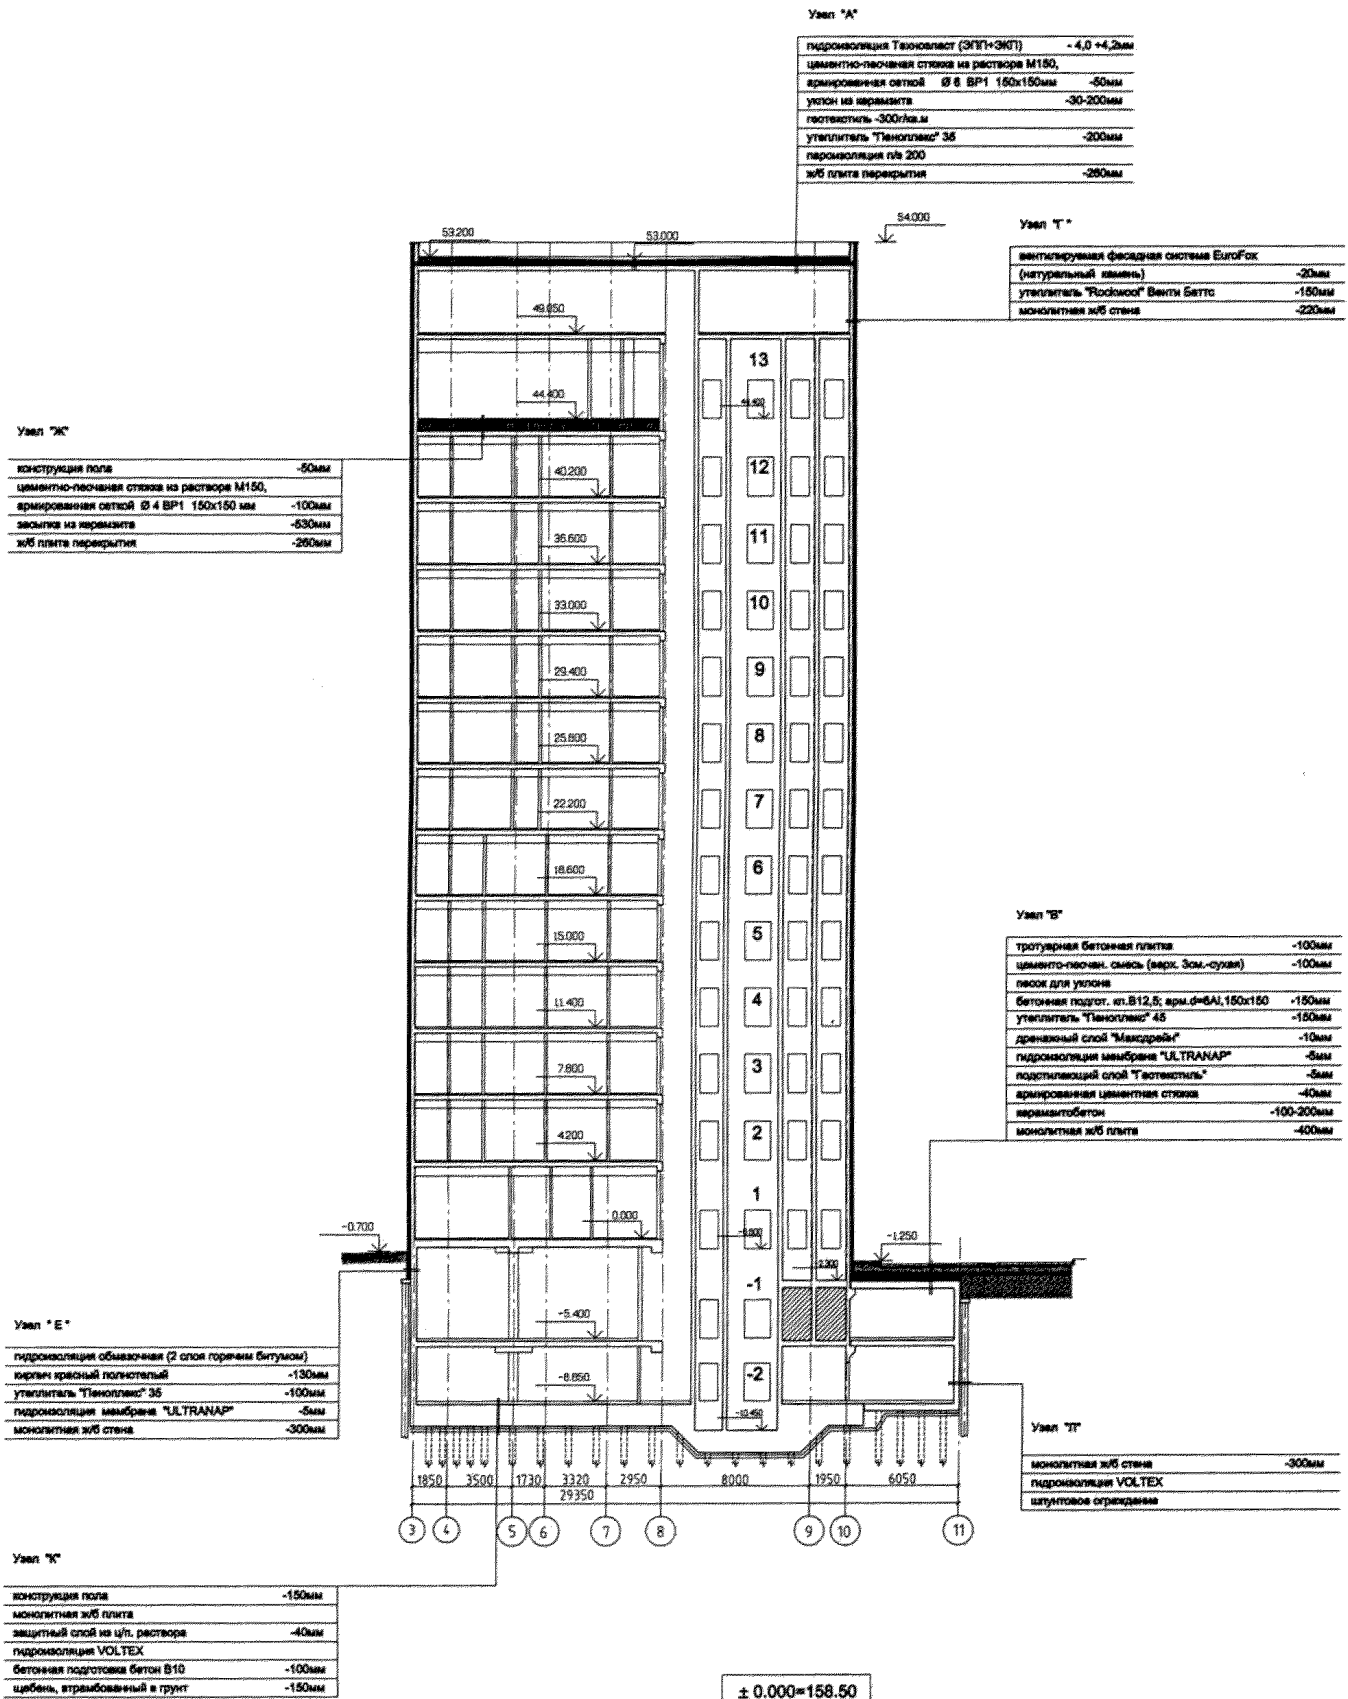 Узел "А"
гидроизоляция Техноэласт (ЭПП+ЭКП) - 4,0 +4,2мм
цементно-песчаная стяжка из раствора М150,
армированная сеткой Ø 6 ВР1 150х150мм -50мм
уклон из керамзита -30-200мм
геотекстиль -300г/кв.м
утеплитель "Пеноплекс" 35 -200мм
пароизоляция п/э 200
ж/б плита перекрытия -260мм
54.000
53.200
53.000
Узел "Г"
вентилируемая фасадная система EuroFox
(натуральный камень) -20мм
утеплитель "Rockwool" Венти Баттс -150мм
монолитная ж/б стена -220мм
49.050
13
44.400
44.400
Узел "Ж"
конструкция пола -50мм
цементно-песчаная стяжка из раствора М150,
армированная сеткой Ø 4 ВР1 150х150 мм -100мм
засыпка из керамзита -530мм
ж/б плита перекрытия -260мм
12
40.200
11
36.600
10
33.000
9
29.400
8
25.800
7
22.200
6
18.600
5
15.000
4
11.400
3
7.800
2
4.200
1
0.000
Узел "В"
тротуарная бетонная плитка -100мм
цементо-песчан. смесь (верх. 3см.-сухая) -100мм
песок для уклона
бетонная подгот. кл.В12,5; арм.d=6АI,150х150 -150мм
утеплитель "Пеноплекс" 45 -150мм
дренажный слой "Максдрейн" -10мм
гидроизоляция мембрана "ULTRANAP" -5мм
подстилающий слой "Геотекстиль" -5мм
армированная цементная стяжка -40мм
керамзитобетон -100-200мм
монолитная ж/б плита -400мм
-0.700
-1.250
-1
-5.400
-2
-8.850
-10.450
Узел "Е"
гидроизоляция обмазочная (2 слоя горячим битумом)
кирпич красный полнотелый -130мм
утеплитель "Пеноплекс" 35 -100мм
гидроизоляция мембрана "ULTRANAP" -5мм
монолитная ж/б стена -300мм
Узел "Л"
монолитная ж/б стена -300мм
гидроизоляция VOLTEX
шпунтовое ограждение
1850 3500 1730 3320 2950 8000 1950 6050
29350
3 4 5 6 7 8 9 10 11
Узел "К"
конструкция пола -150мм
монолитная ж/б плита
защитный слой из ц/п. раствора -40мм
гидроизоляция VOLTEX
бетонная подготовка бетон В10 -100мм
щебень, втрамбованный в грунт -150мм
± 0.000=158.50